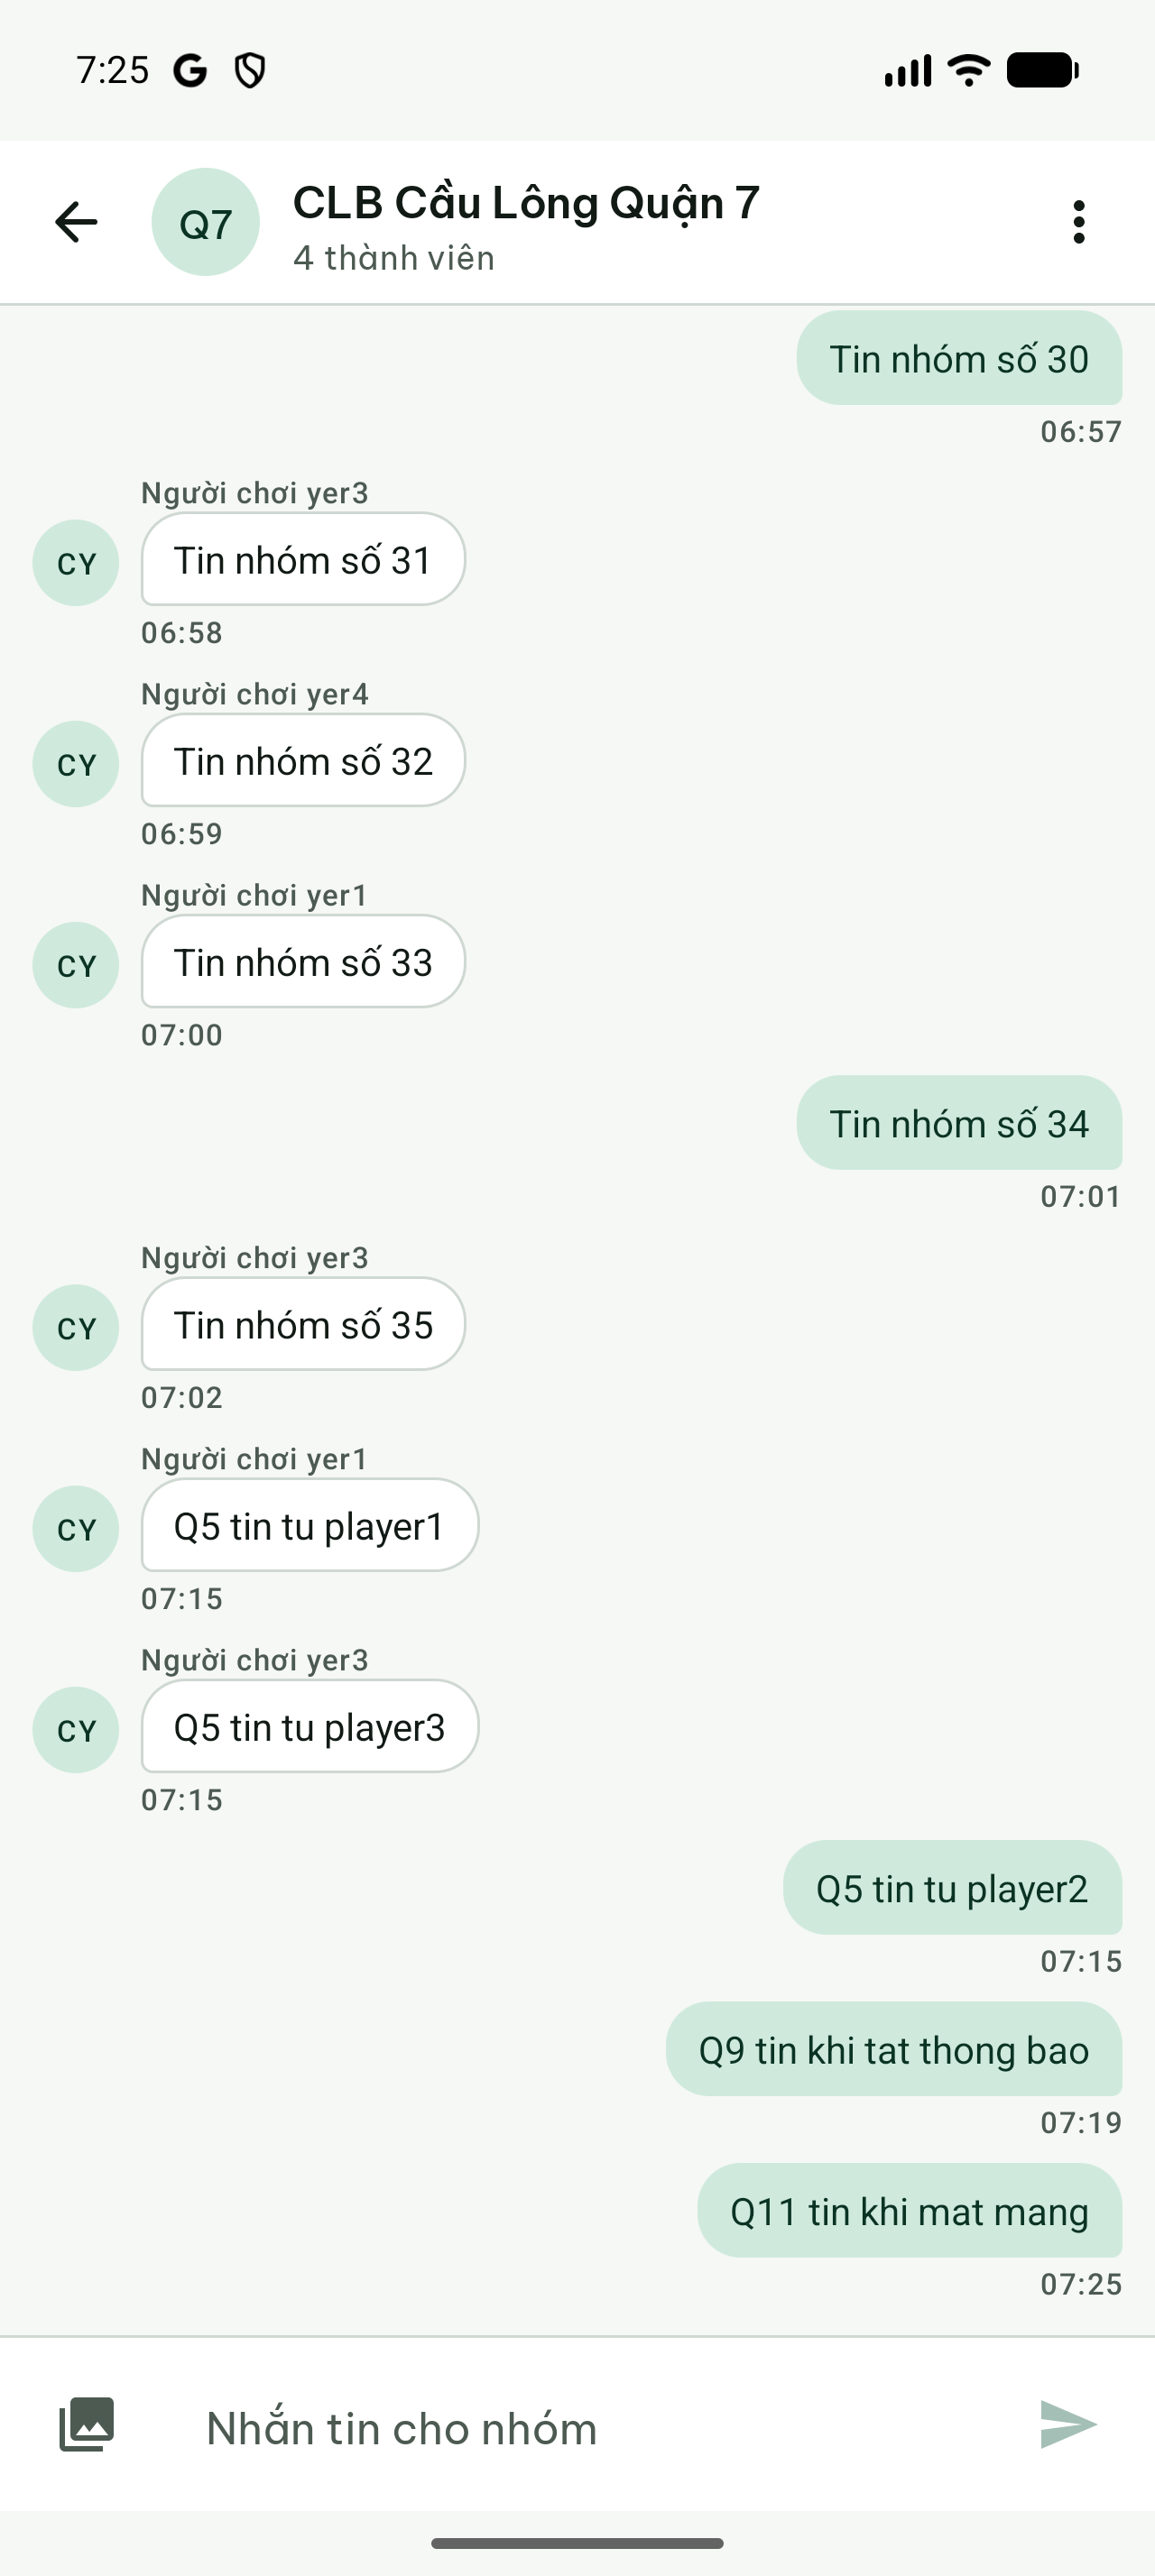 7:25
Q7
CLB Cầu Lông Quận 7
4 thành viên
Tin nhóm số 30
06:57
Người chơi yer3
CY
Tin nhóm số 31
06:58
Người chơi yer4
CY
Tin nhóm số 32
06:59
Người chơi yer1
CY
Tin nhóm số 33
07:00
Tin nhóm số 34
07:01
Người chơi yer3
CY
Tin nhóm số 35
07:02
Người chơi yer1
CY
Q5 tin tu player1
07:15
Người chơi yer3
CY
Q5 tin tu player3
07:15
Q5 tin tu player2
07:15
Q9 tin khi tat thong bao
07:19
Q11 tin khi mat mang
07:25
Nhắn tin cho nhóm